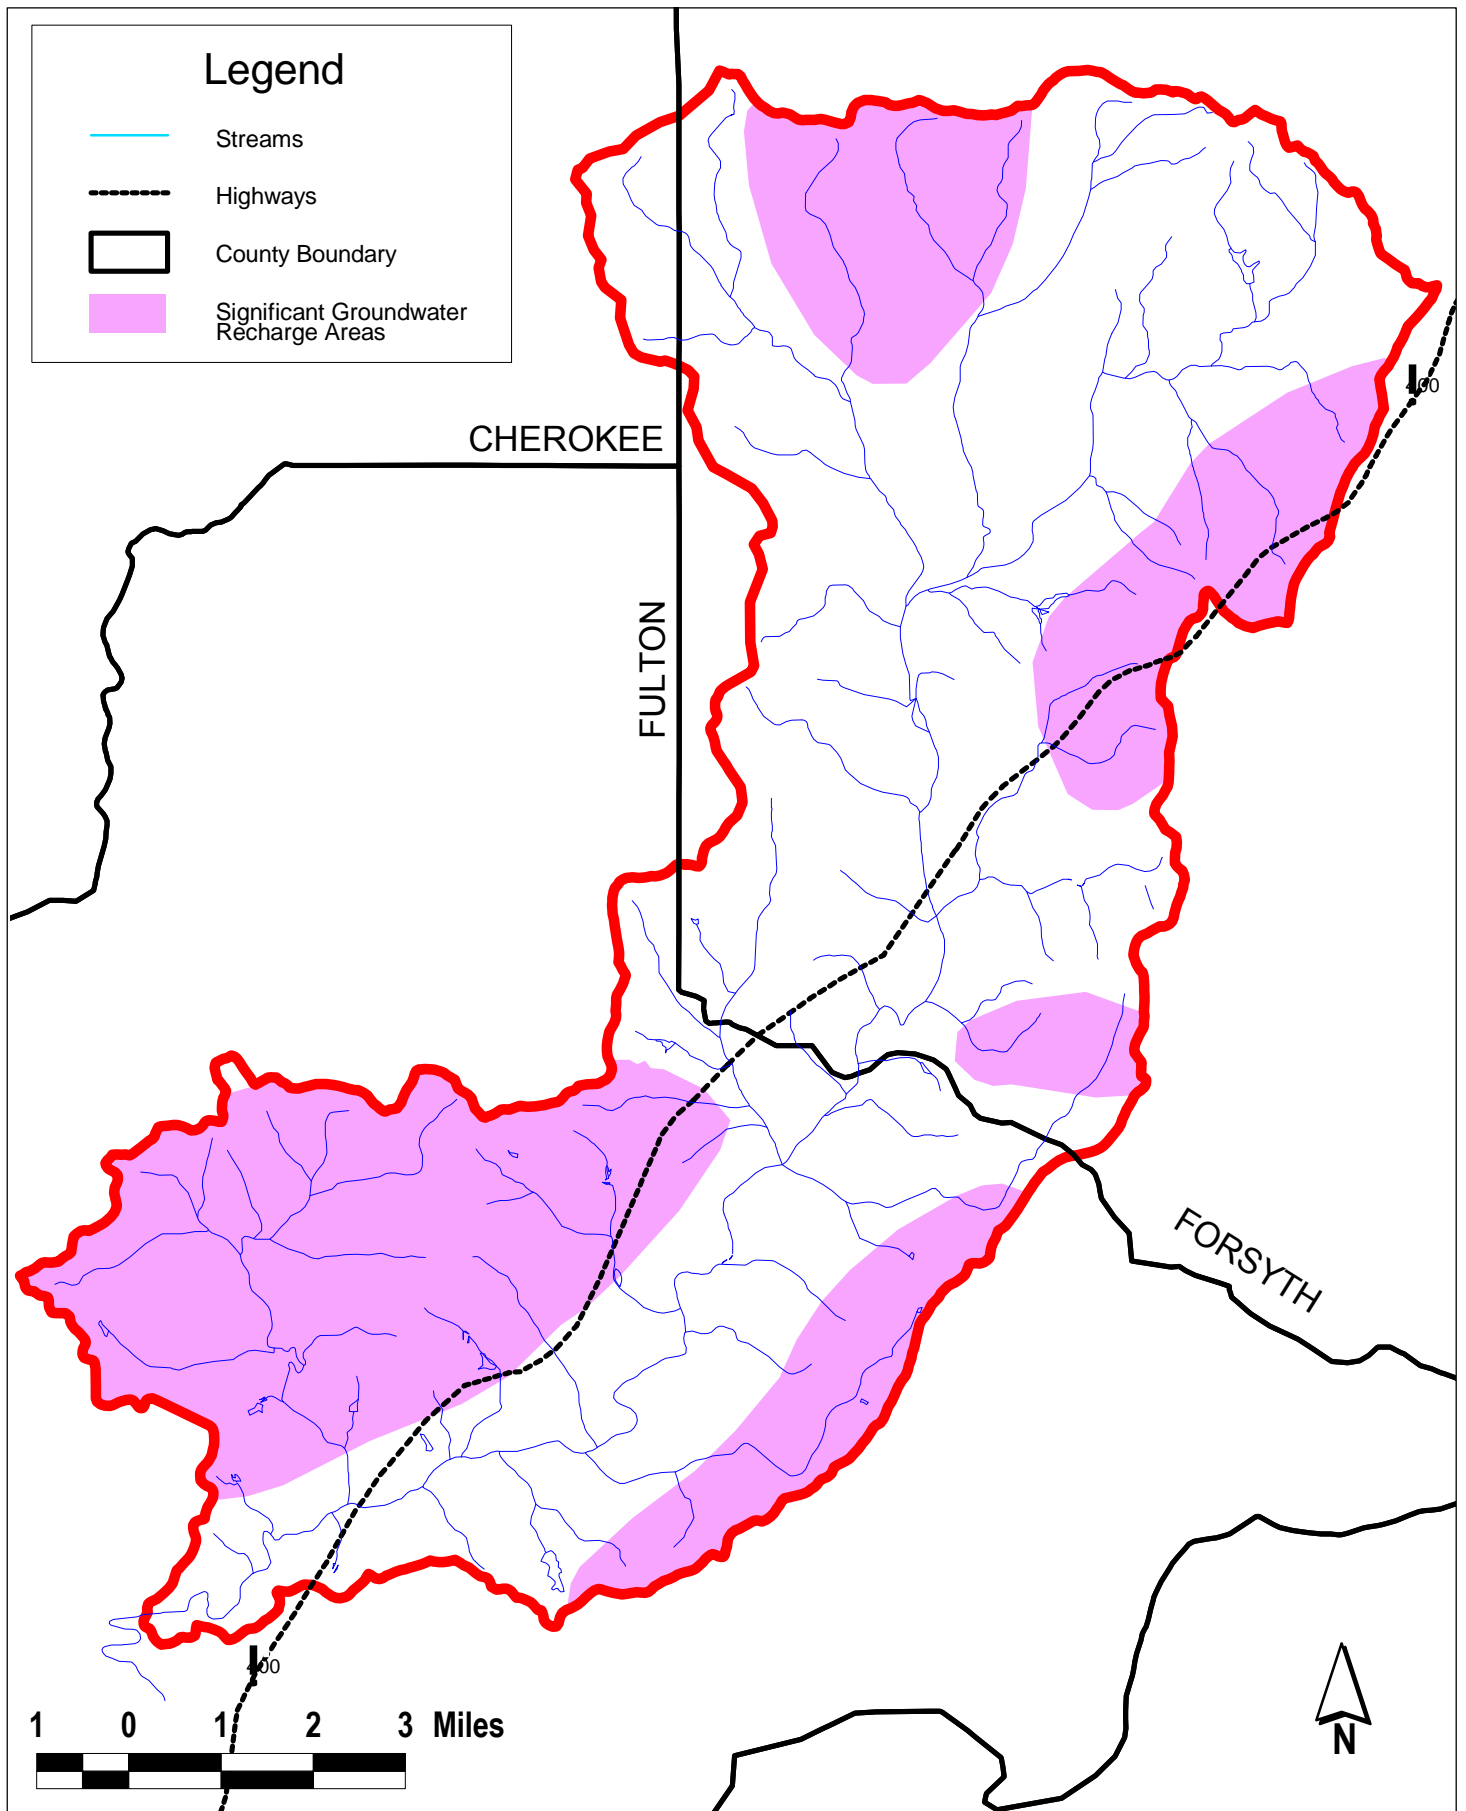 Legend
Streams
Highways
County Boundary
Significant Groundwater
Recharge Areas
400
CHEROKEE
FULTON
FORSYTH
400
1 0 1 2 3 Miles
N